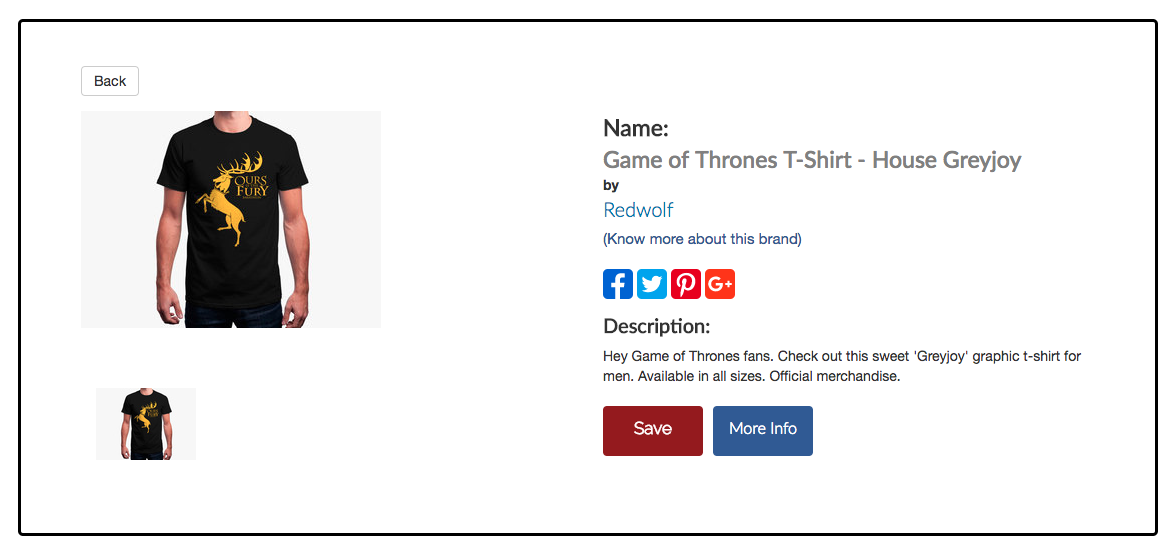 Back
OURS
FURY
Name:
Game of Thrones T-Shirt - House Greyjoy
by
Redwolf
(Know more about this brand)
Description:
Hey Game of Thrones fans. Check out this sweet 'Greyjoy' graphic t-shirt for
men. Available in all sizes. Official merchandise.
Save
More Info